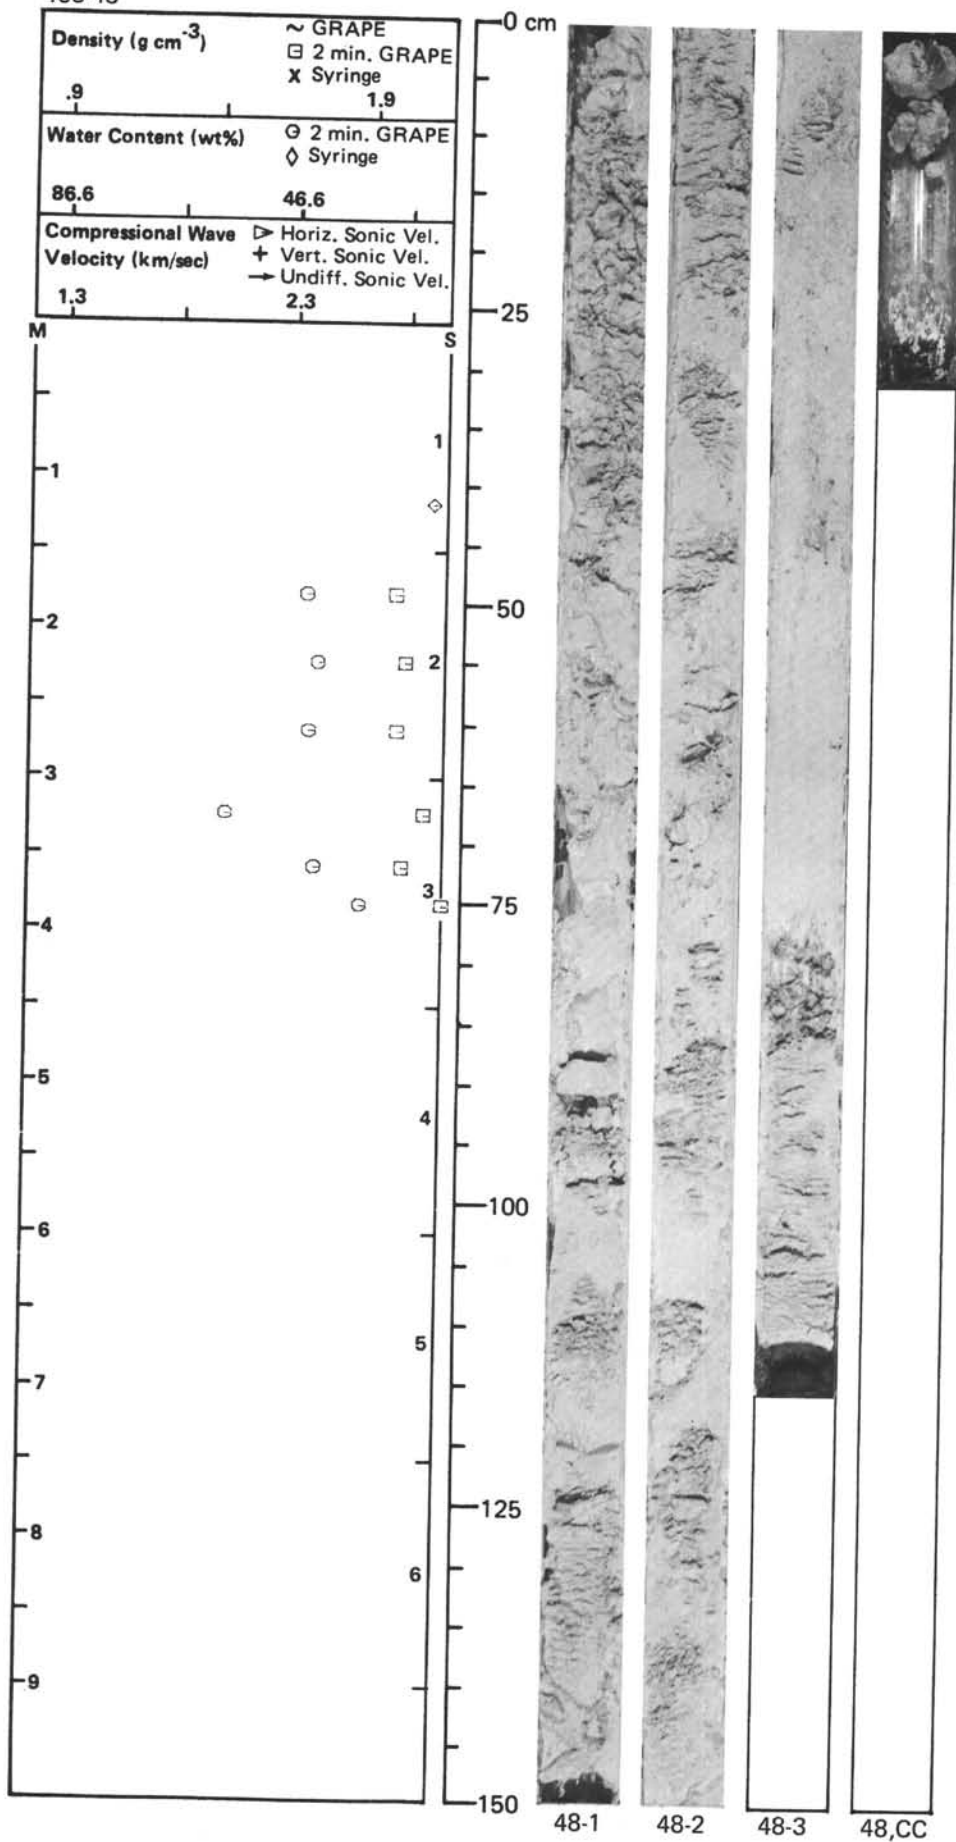 Density (g cm-3)
~ GRAPE
⊡ 2 min. GRAPE
x Syringe
.9 1.9
Water Content (wt%)
⊙ 2 min. GRAPE
◇ Syringe
86.6 46.6
Compressional Wave
Velocity (km/sec)
▷ Horiz. Sonic Vel.
+ Vert. Sonic Vel.
→ Undiff. Sonic Vel.
1.3 2.3
M S
1
2
3
4
5
6
7
8
9
1
2
3
4
5
6
0 cm
25
50
75
100
125
150
48-1 48-2 48-3 48,CC